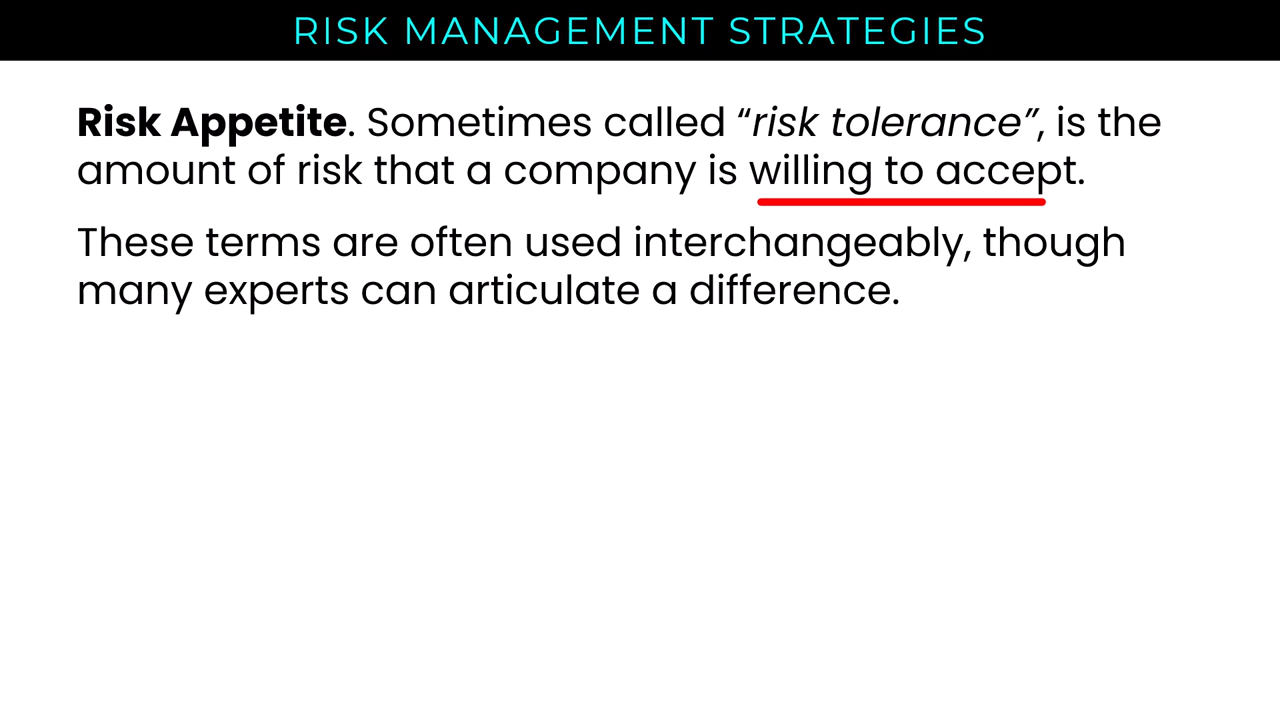 RISK MANAGEMENT STRATEGIES
Risk Appetite. Sometimes called “risk tolerance”, is the
amount of risk that a company is willing to accept.
These terms are often used interchangeably, though
many experts can articulate a difference.